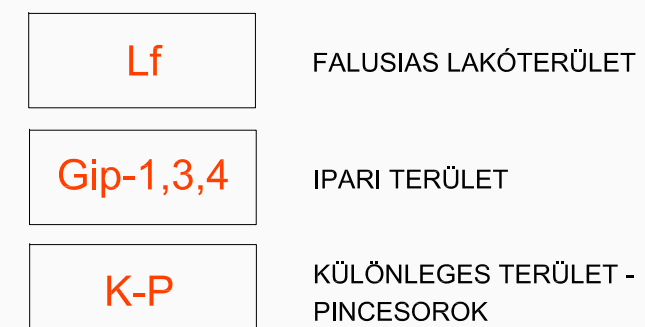 Lf FALUSIAS LAKÓTERÜLET
Gip-1,3,4 IPARI TERÜLET
K-P KÜLÖNLEGES TERÜLET -
PINCESOROK